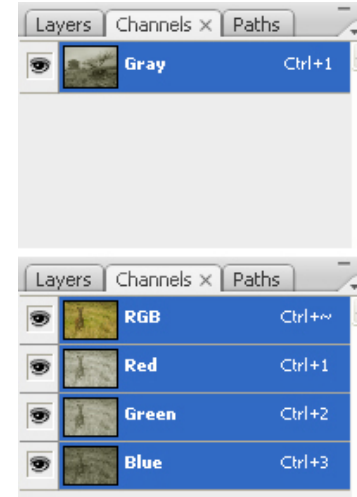 Layers Channels × Paths
Gray Ctrl+1
Layers Channels × Paths
RGB Ctrl+~
Red Ctrl+1
Green Ctrl+2
Blue Ctrl+3